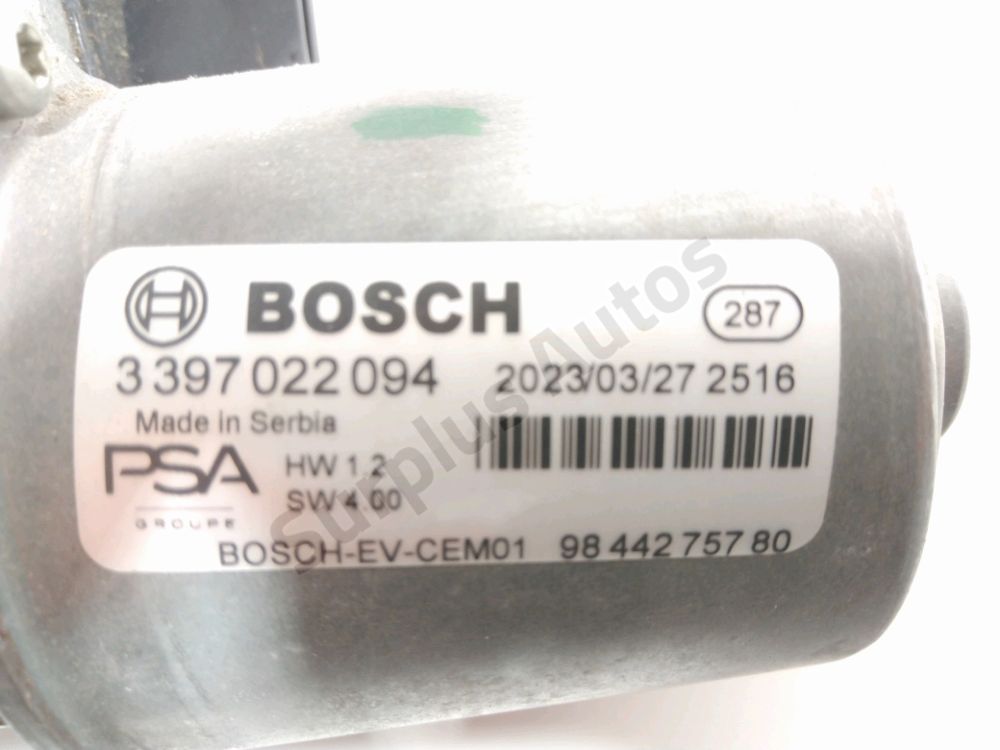 BOSCH 287
3 397 022 094 2023/03/27 2516
Made in Serbia
PSA HW 1.2
SW 4.00
GROUPE
BOSCH-EV-CEM01 98 442 757 80
Surplus Autos